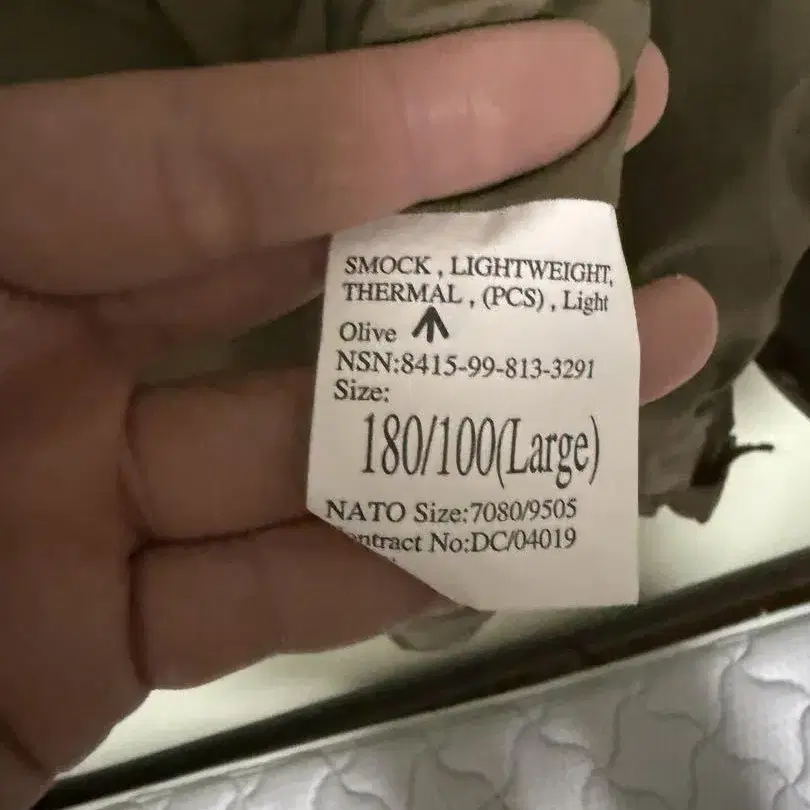 SMOCK , LIGHTWEIGHT,
THERMAL , (PCS) , Light
Olive
NSN:8415-99-813-3291
Size:
180/100(Large)
NATO Size:7080/9505
No:DC/04019